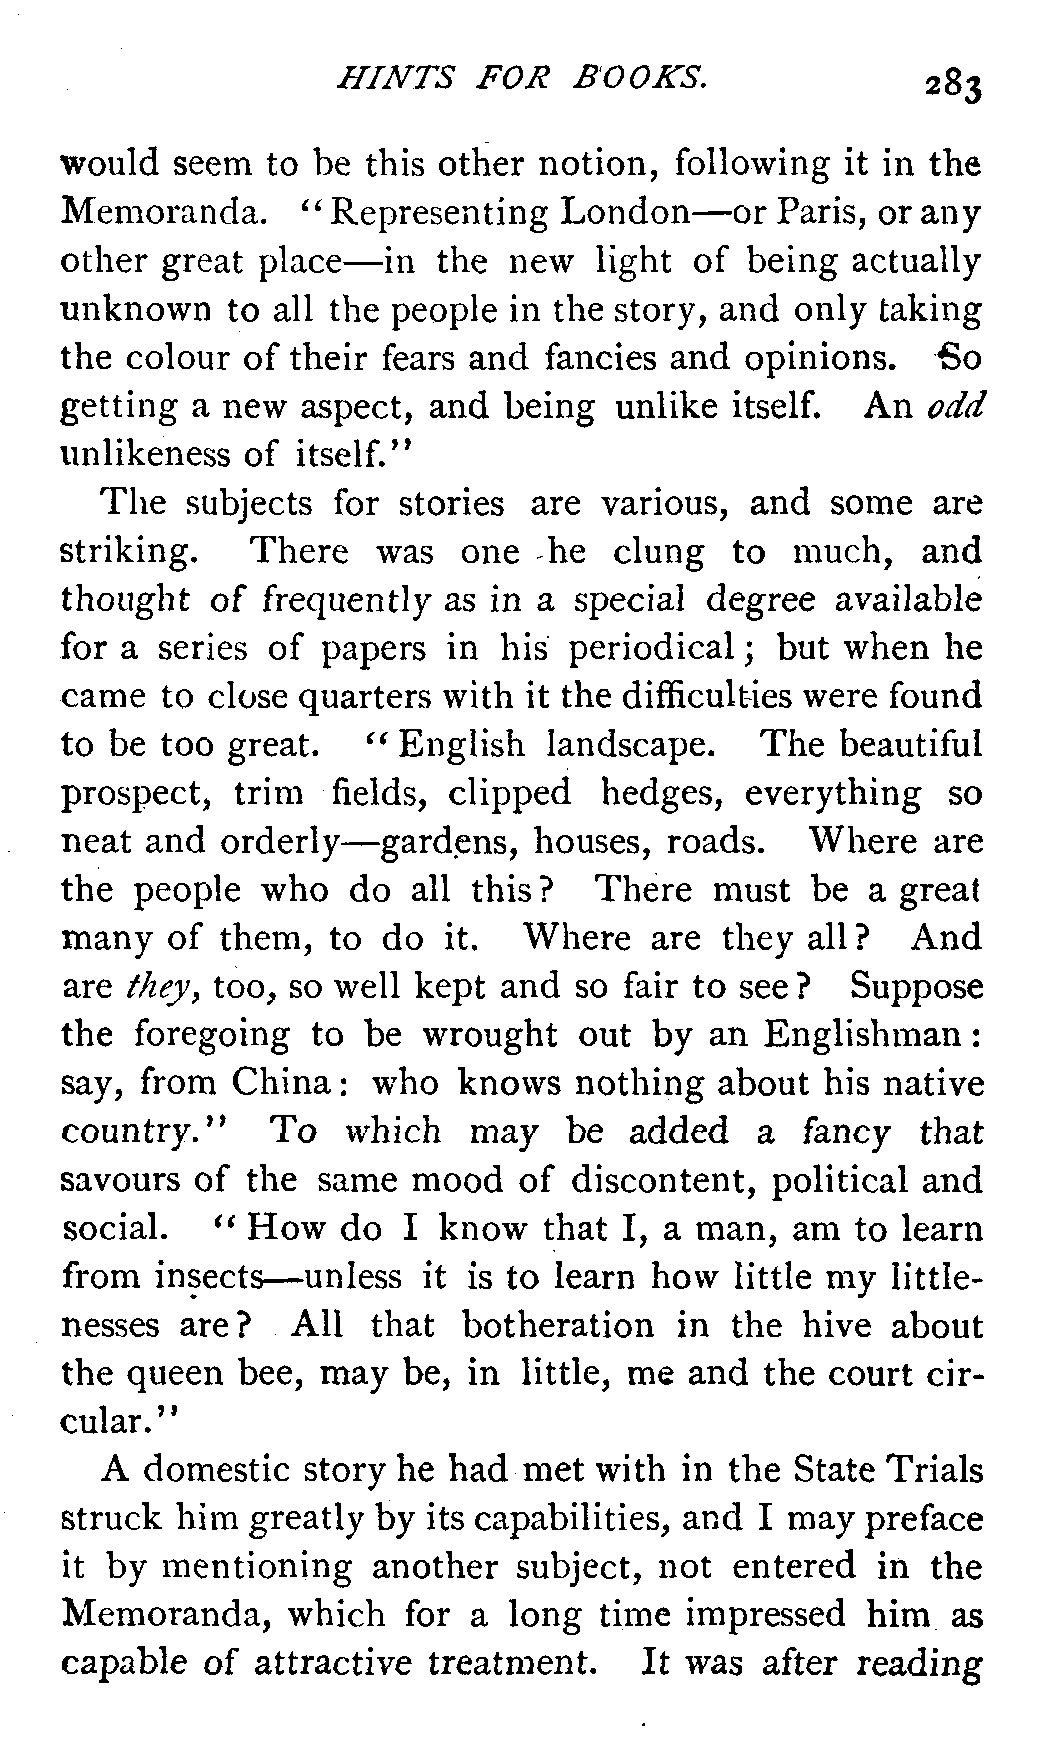 HINTS FOR BOOKS. 283
would seem to be this other notion, following it in the
Memoranda. “Representing London—or Paris, or any
other great place—in the new light of being actually
unknown to all the people in the story, and only taking
the colour of their fears and fancies and opinions. So
getting a new aspect, and being unlike itself. An odd
unlikeness of itself.”
The subjects for stories are various, and some are
striking. There was one he clung to much, and
thought of frequently as in a special degree available
for a series of papers in his periodical; but when he
came to close quarters with it the difficulties were found
to be too great. “English landscape. The beautiful
prospect, trim fields, clipped hedges, everything so
neat and orderly—gardens, houses, roads. Where are
the people who do all this? There must be a great
many of them, to do it. Where are they all? And
are they, too, so well kept and so fair to see? Suppose
the foregoing to be wrought out by an Englishman:
say, from China: who knows nothing about his native
country.” To which may be added a fancy that
savours of the same mood of discontent, political and
social. “How do I know that I, a man, am to learn
from insects—unless it is to learn how little my little-
nesses are? All that botheration in the hive about
the queen bee, may be, in little, me and the court cir-
cular.”
A domestic story he had met with in the State Trials
struck him greatly by its capabilities, and I may preface
it by mentioning another subject, not entered in the
Memoranda, which for a long time impressed him as
capable of attractive treatment. It was after reading